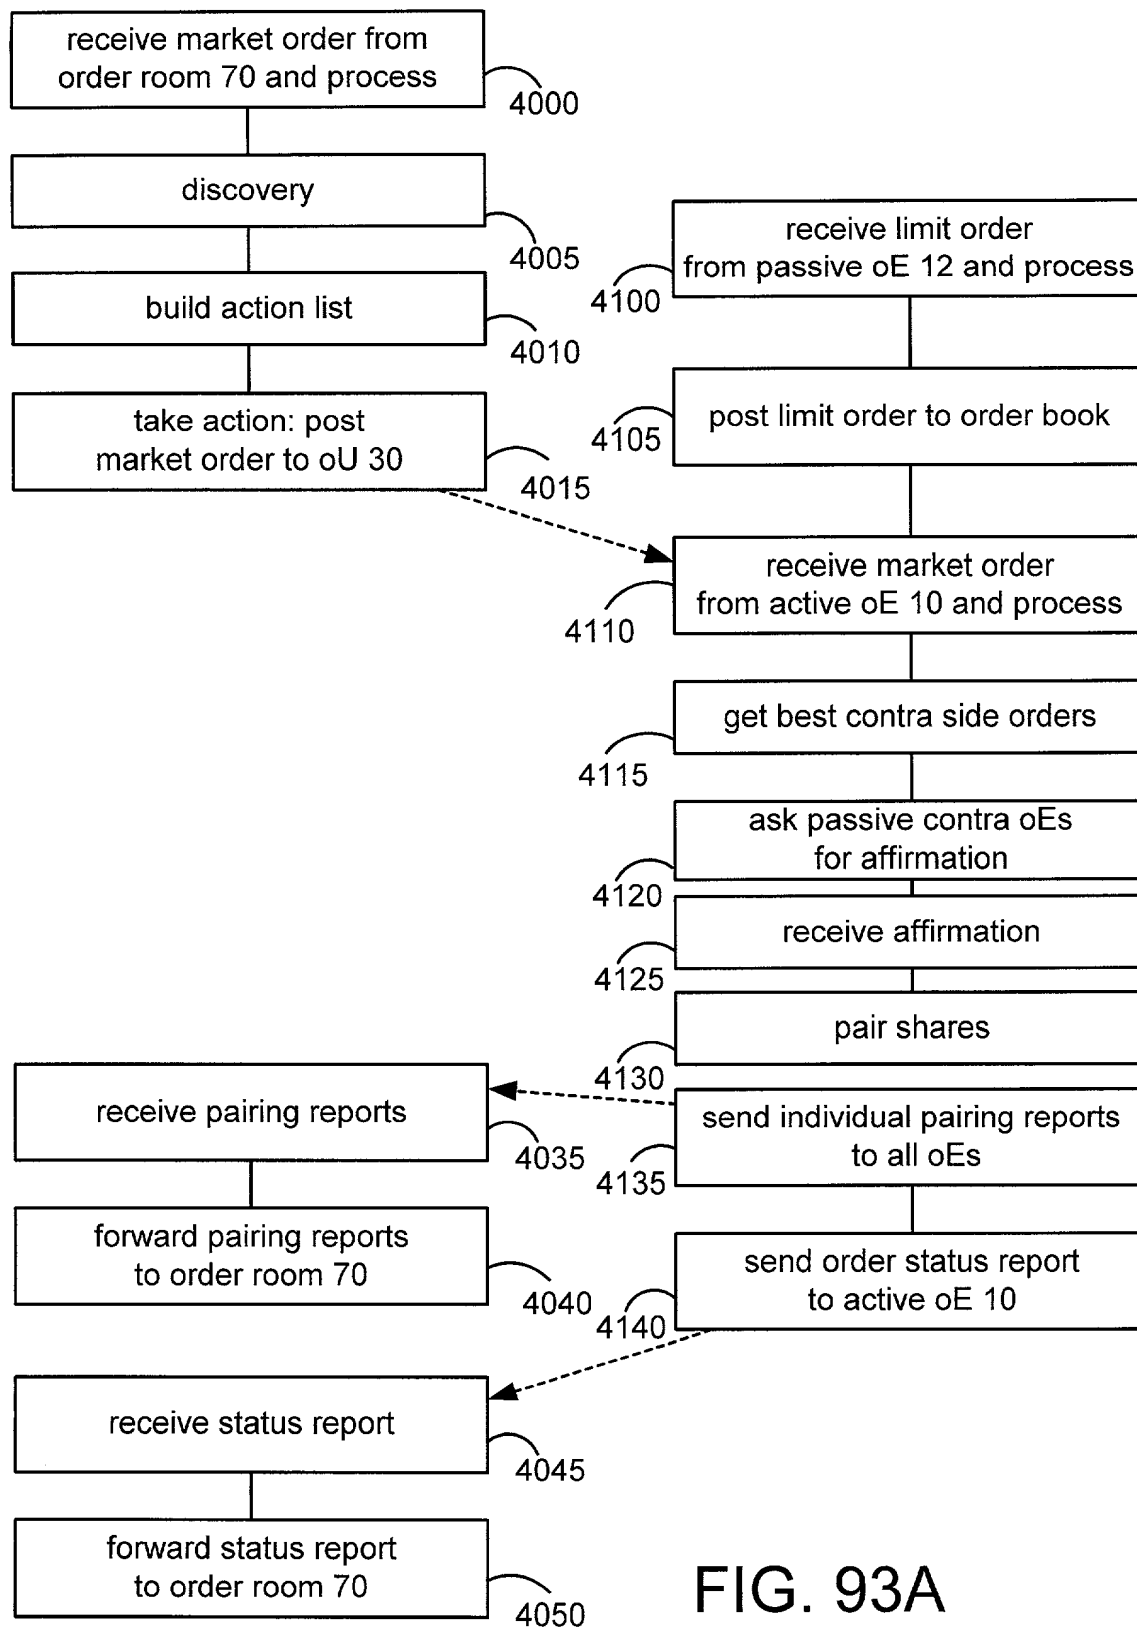 receive market order from
order room 70 and process
4000
discovery
4005
build action list
4010
take action: post
market order to oU 30
4015
receive limit order
from passive oE 12 and process
4100
post limit order to order book
4105
receive market order
from active oE 10 and process
4110
get best contra side orders
4115
ask passive contra oEs
for affirmation
4120
receive affirmation
4125
pair shares
4130
send individual pairing reports
to all oEs
4135
send order status report
to active oE 10
4140
receive pairing reports
4035
forward pairing reports
to order room 70
4040
receive status report
4045
forward status report
to order room 70
4050
FIG. 93A